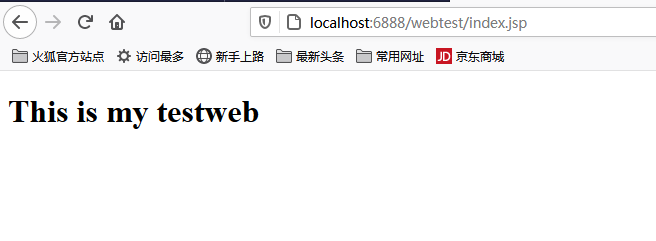 localhost:6888/webtest/index.jsp
火狐官方站点 访问最多 新手上路 最新头条 常用网址 JD 京东商城
This is my testweb